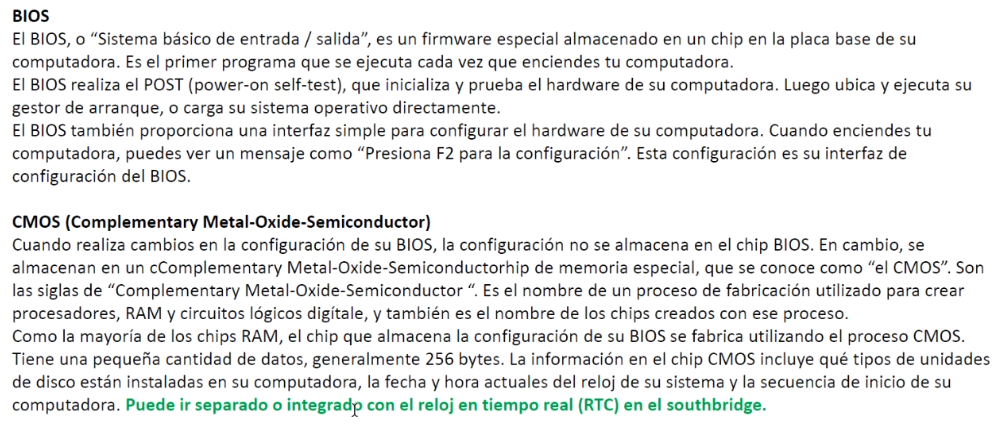 BIOS
El BIOS, o “Sistema básico de entrada / salida”, es un firmware especial almacenado en un chip en la placa base de su
computadora. Es el primer programa que se ejecuta cada vez que enciendes tu computadora.
El BIOS realiza el POST (power-on self-test), que inicializa y prueba el hardware de su computadora. Luego ubica y ejecuta su
gestor de arranque, o carga su sistema operativo directamente.
El BIOS también proporciona una interfaz simple para configurar el hardware de su computadora. Cuando enciendes tu
computadora, puedes ver un mensaje como “Presiona F2 para la configuración”. Esta configuración es su interfaz de
configuración del BIOS.
CMOS (Complementary Metal-Oxide-Semiconductor)
Cuando realiza cambios en la configuración de su BIOS, la configuración no se almacena en el chip BIOS. En cambio, se
almacenan en un cComplementary Metal-Oxide-Semiconductorhip de memoria especial, que se conoce como “el CMOS”. Son
las siglas de “Complementary Metal-Oxide-Semiconductor “. Es el nombre de un proceso de fabricación utilizado para crear
procesadores, RAM y circuitos lógicos digítale, y también es el nombre de los chips creados con ese proceso.
Como la mayoría de los chips RAM, el chip que almacena la configuración de su BIOS se fabrica utilizando el proceso CMOS.
Tiene una pequeña cantidad de datos, generalmente 256 bytes. La información en el chip CMOS incluye qué tipos de unidades
de disco están instaladas en su computadora, la fecha y hora actuales del reloj de su sistema y la secuencia de inicio de su
computadora. Puede ir separado o integrado con el reloj en tiempo real (RTC) en el southbridge.